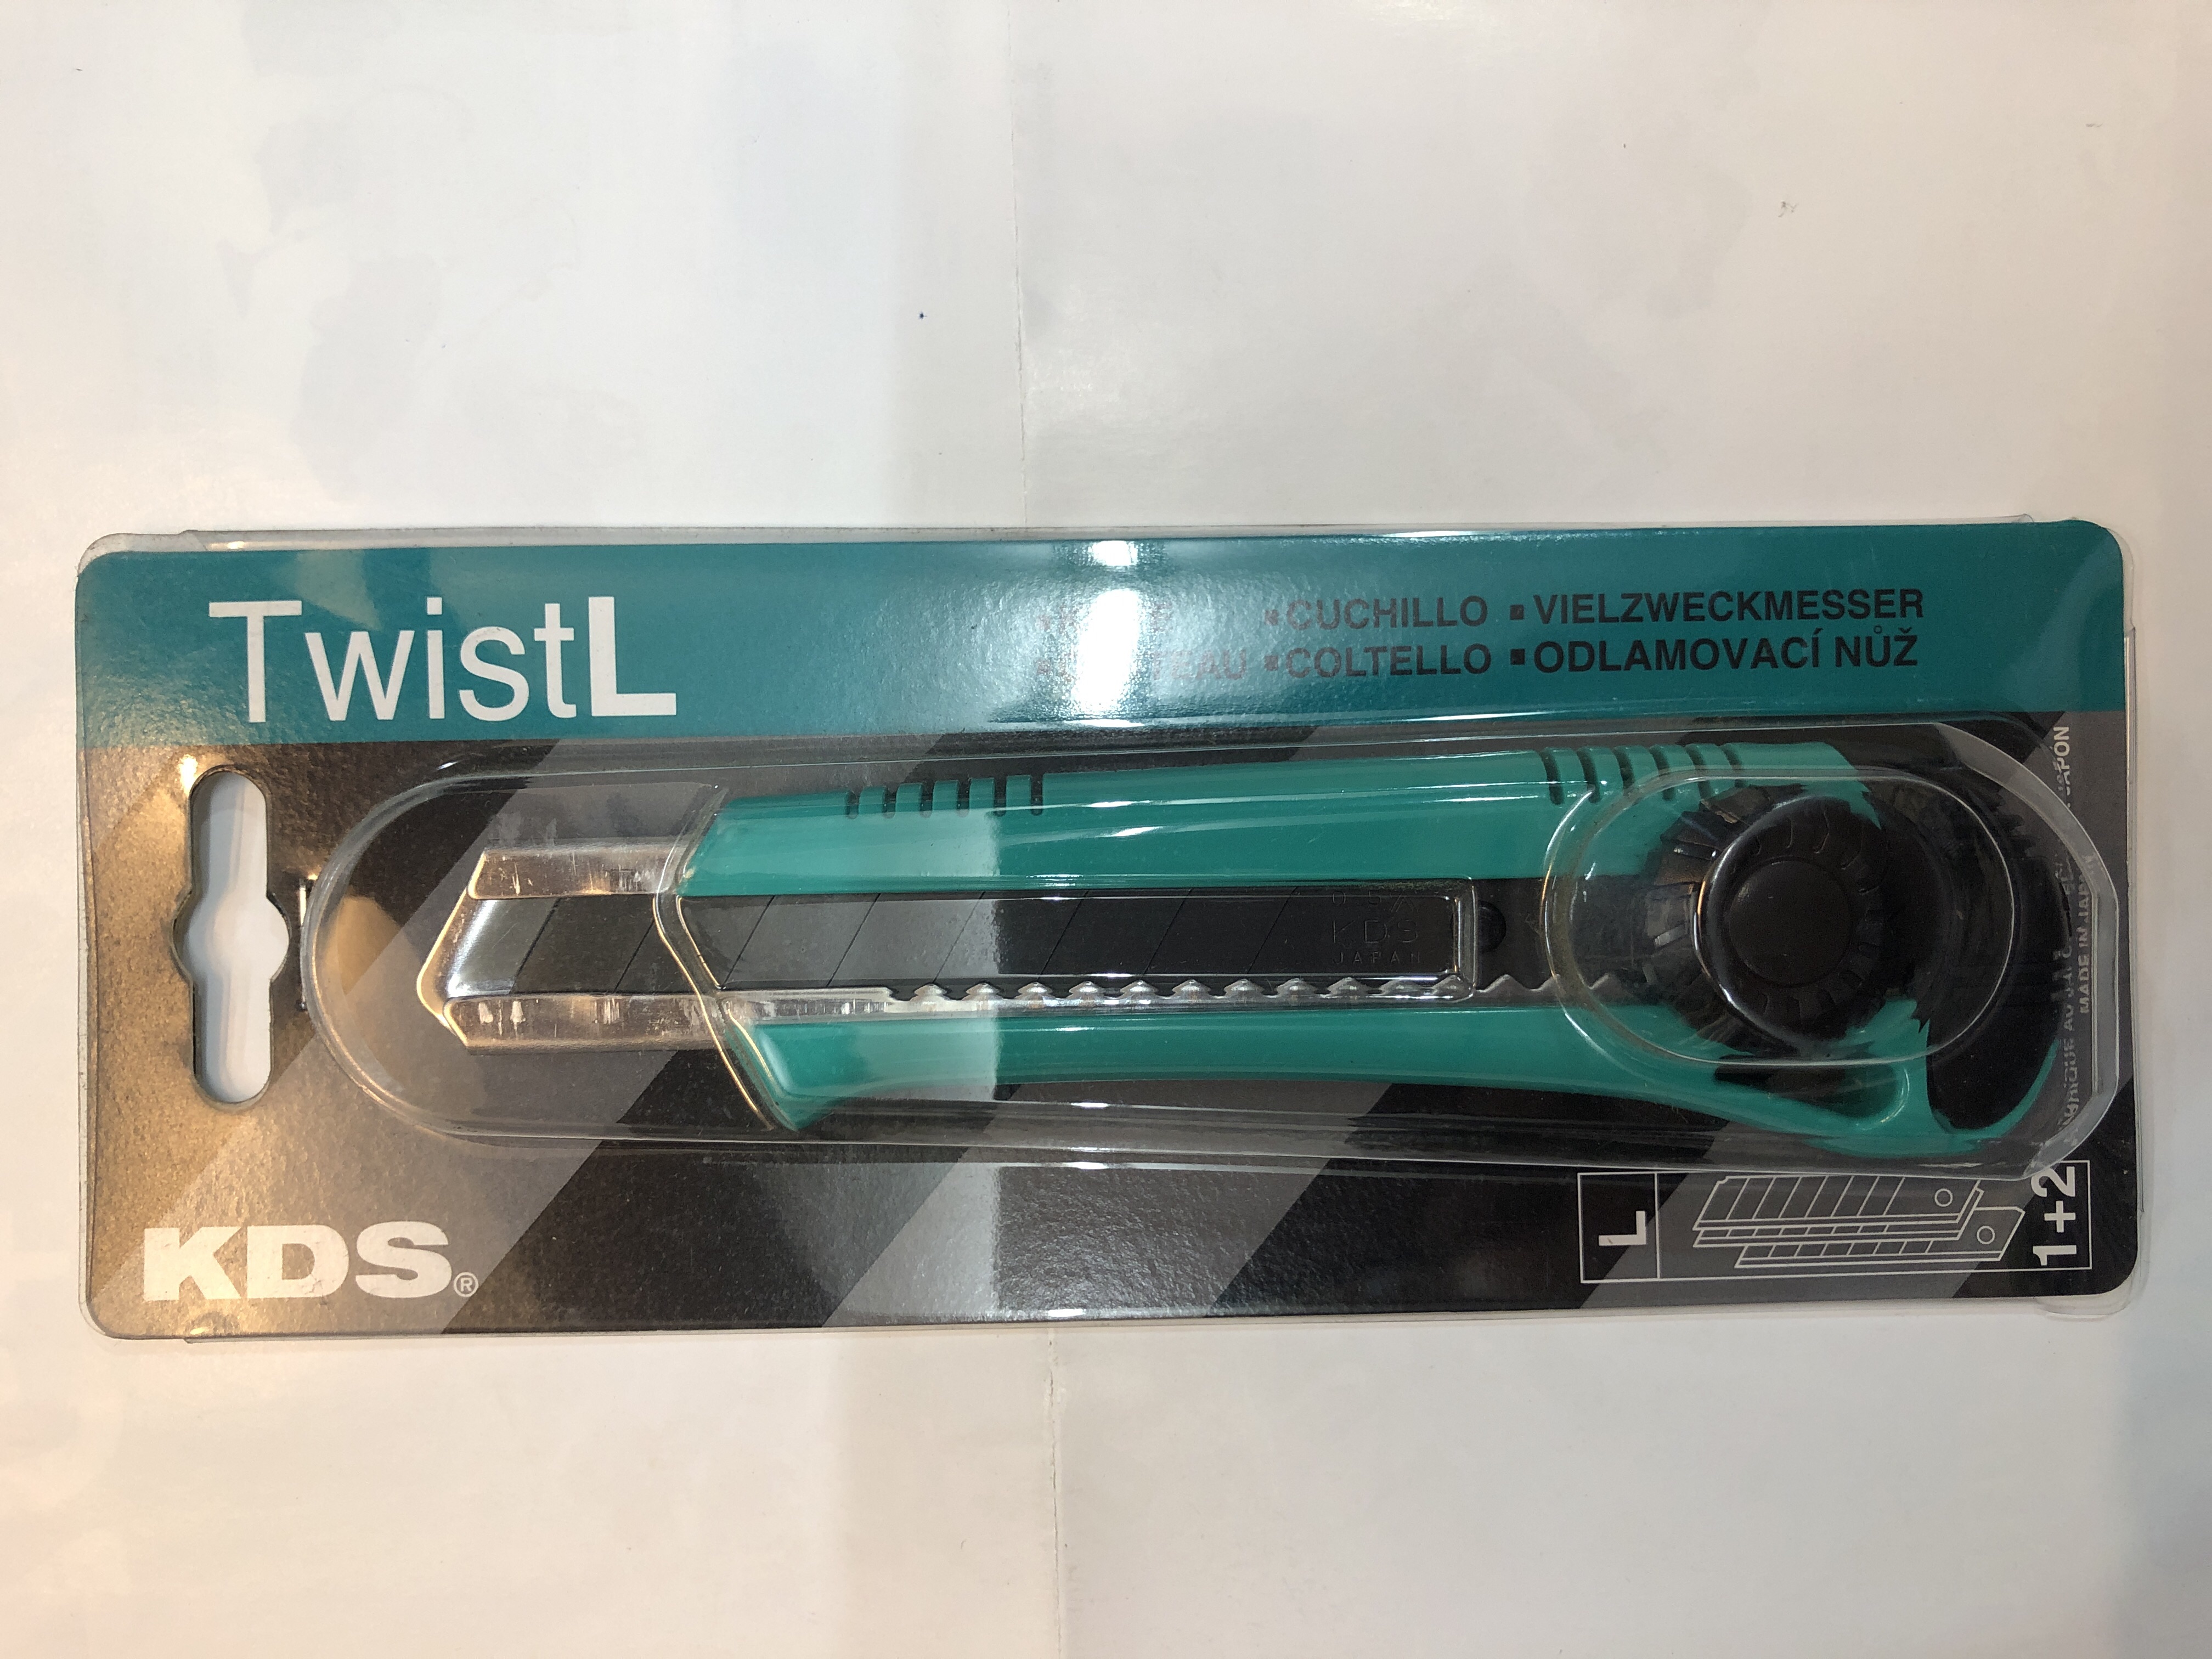 TwistL
▪CUCHILLO ▪VIELZWECKMESSER
▪COLTELLO ▪ODLAMOVACÍ NŮŽ
KDS
JAPAN
MADE IN JAPAN
KDS®
L
1+2